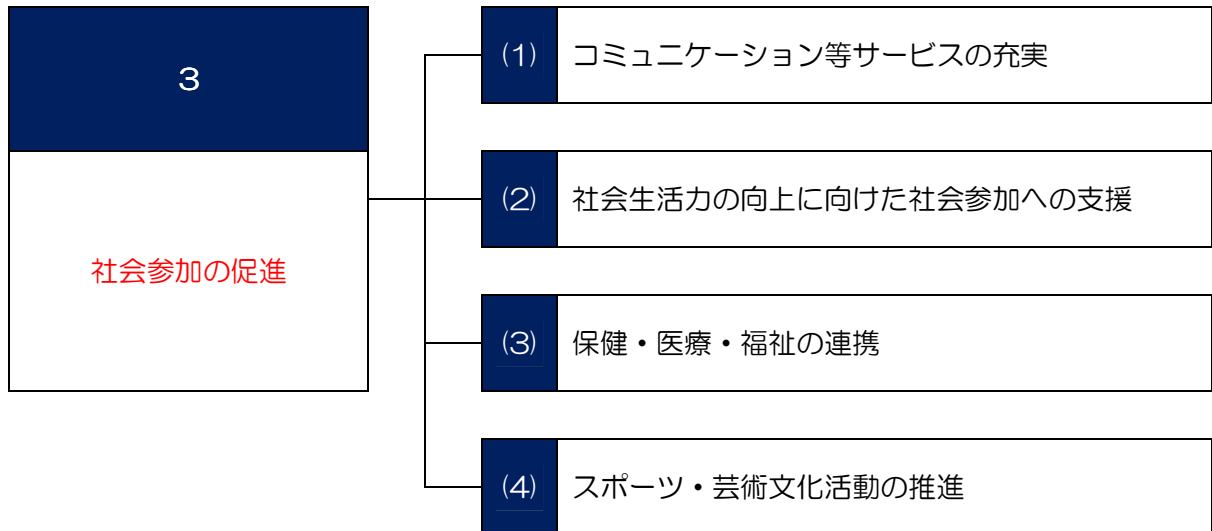 ３
社会参加の促進
(1) コミュニケーション等サービスの充実
(2) 社会生活力の向上に向けた社会参加への支援
(3) 保健・医療・福祉の連携
(4) スポーツ・芸術文化活動の推進